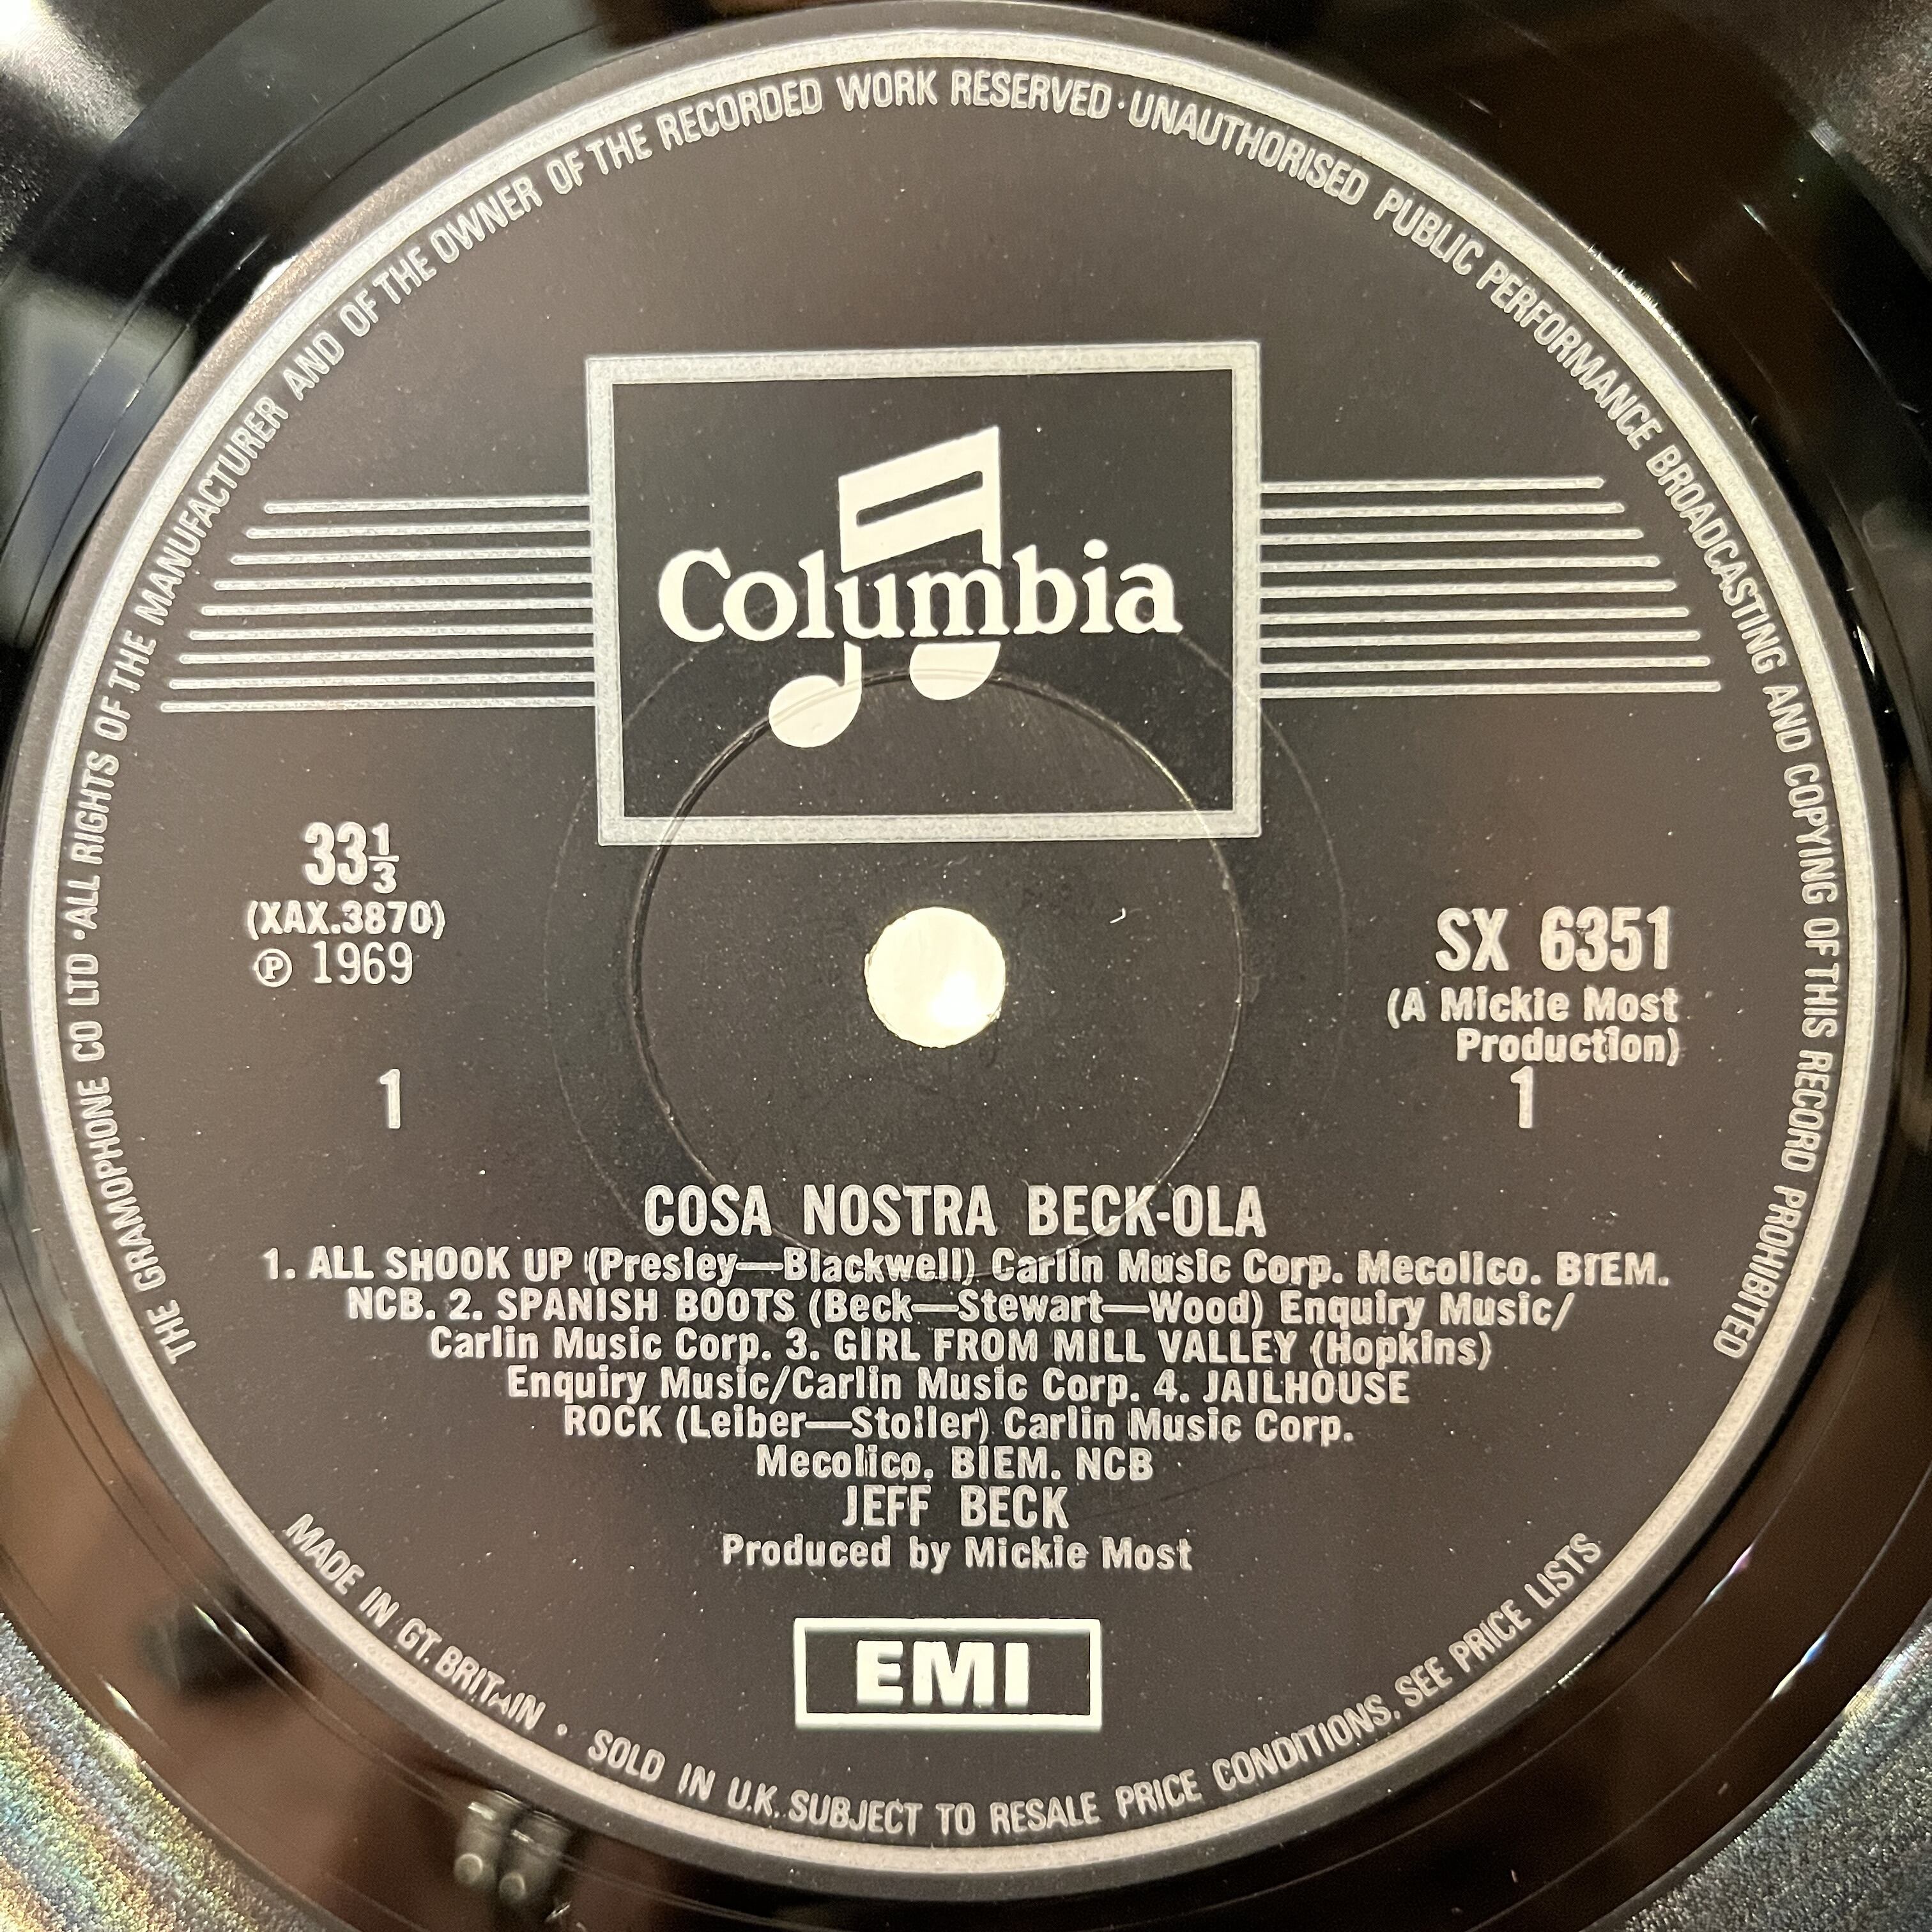 THE GRAMOPHONE CO LTD · ALL RIGHTS OF THE MANUFACTURER AND OF THE OWNER OF THE RECORDED WORK RESERVED · UNAUTHORISED PUBLIC PERFORMANCE BROADCASTING AND COPYING OF THIS RECORD PROHIBITED
Columbia
33⅓
(XAX.3870)
℗ 1969
1
SX 6351
(A Mickie Most
Production)
1
COSA NOSTRA BECK-OLA
1. ALL SHOOK UP (Presley—Blackwell) Carlin Music Corp. Mecolico. BIEM.
NCB. 2. SPANISH BOOTS (Beck—Stewart—Wood) Enquiry Music/
Carlin Music Corp. 3. GIRL FROM MILL VALLEY (Hopkins)
Enquiry Music/Carlin Music Corp. 4. JAILHOUSE
ROCK (Leiber—Stoller) Carlin Music Corp.
Mecolico. BIEM. NCB
JEFF BECK
Produced by Mickie Most
EMI
MADE IN GT. BRITAIN · SOLD IN U.K. SUBJECT TO RESALE PRICE CONDITIONS, SEE PRICE LISTS